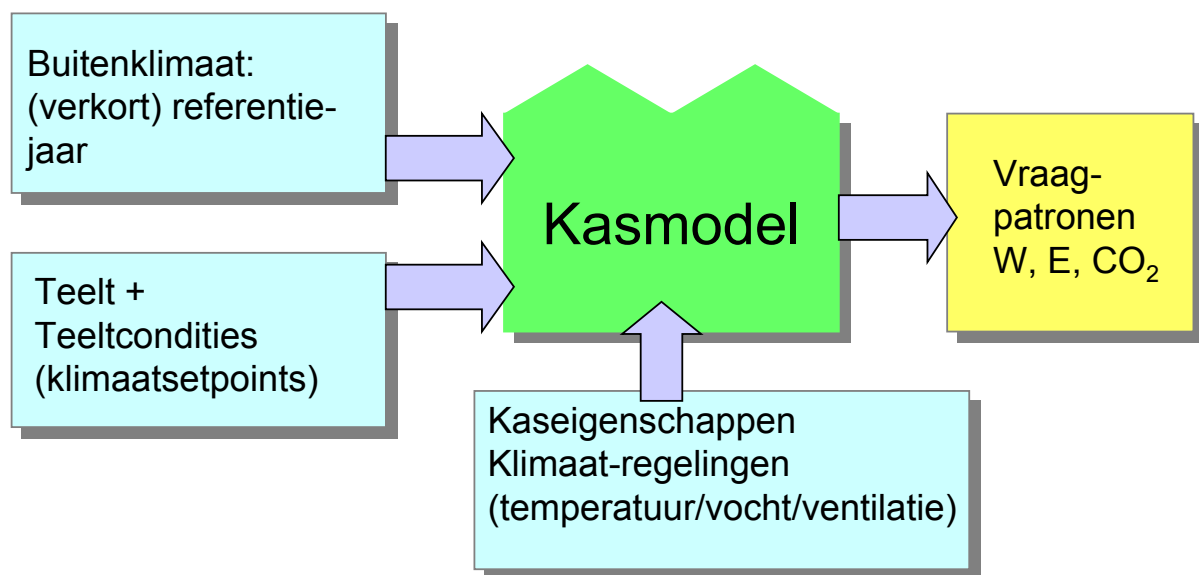 Buitenklimaat:
(verkort) referentie-
jaar
Teelt +
Teeltcondities
(klimaatsetpoints)
Kasmodel
Kaseigenschappen
Klimaat-regelingen
(temperatuur/vocht/ventilatie)
Vraag-
patronen
W, E, CO₂